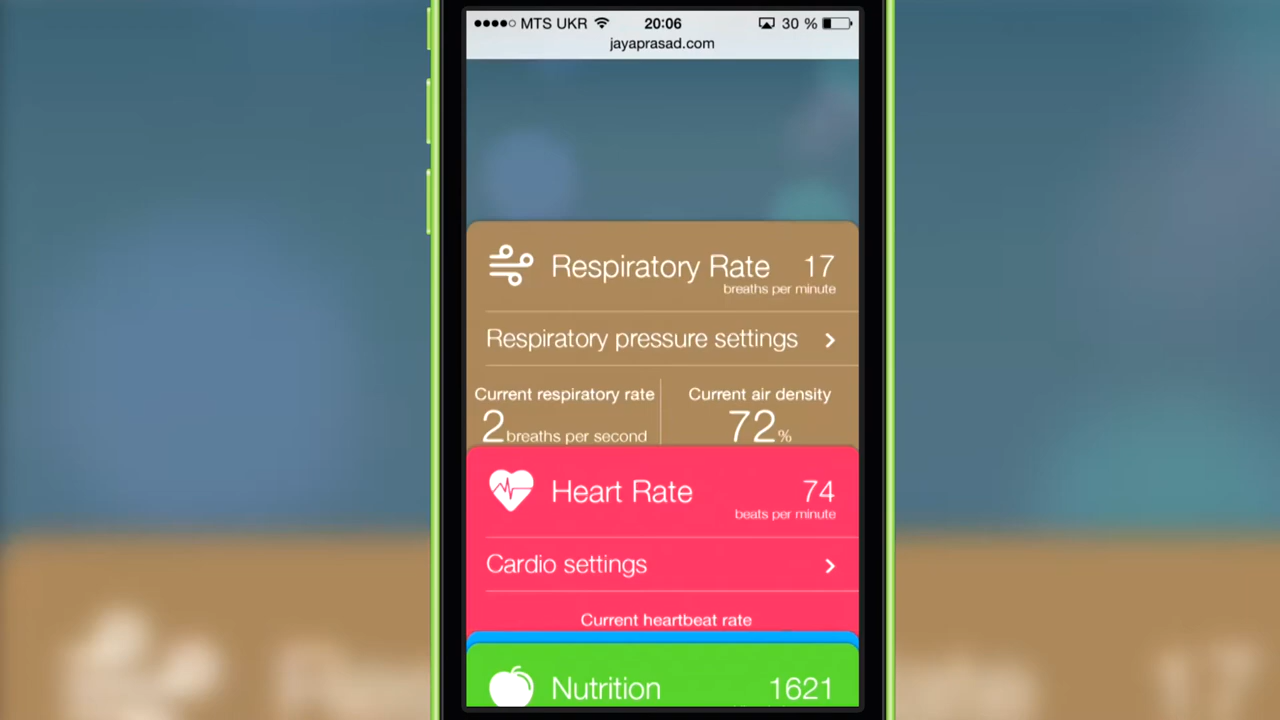 MTS UKR 20:06 30 %
jayaprasad.com
Respiratory Rate 17
breaths per minute
Respiratory pressure settings
Current respiratory rate Current air density
2 breaths per second 72 %
Heart Rate 74
beats per minute
Cardio settings
Current heartbeat rate
Nutrition 1621